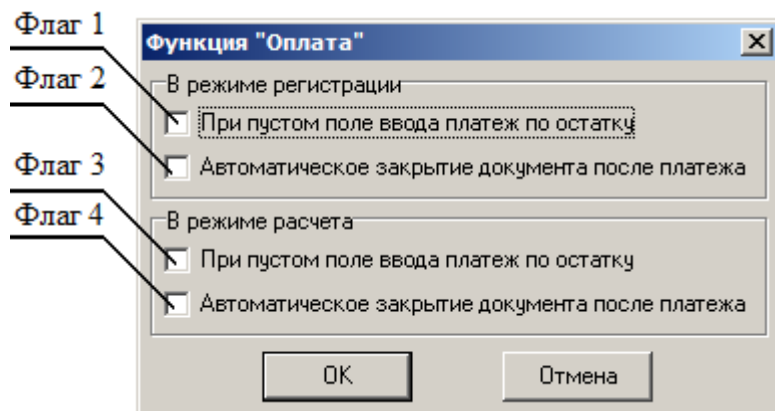 Флаг 1
Функция "Оплата"
Флаг 2
В режиме регистрации
При пустом поле ввода платеж по остатку
Автоматическое закрытие документа после платежа
Флаг 3
Флаг 4
В режиме расчета
При пустом поле ввода платеж по остатку
Автоматическое закрытие документа после платежа
OK
Отмена